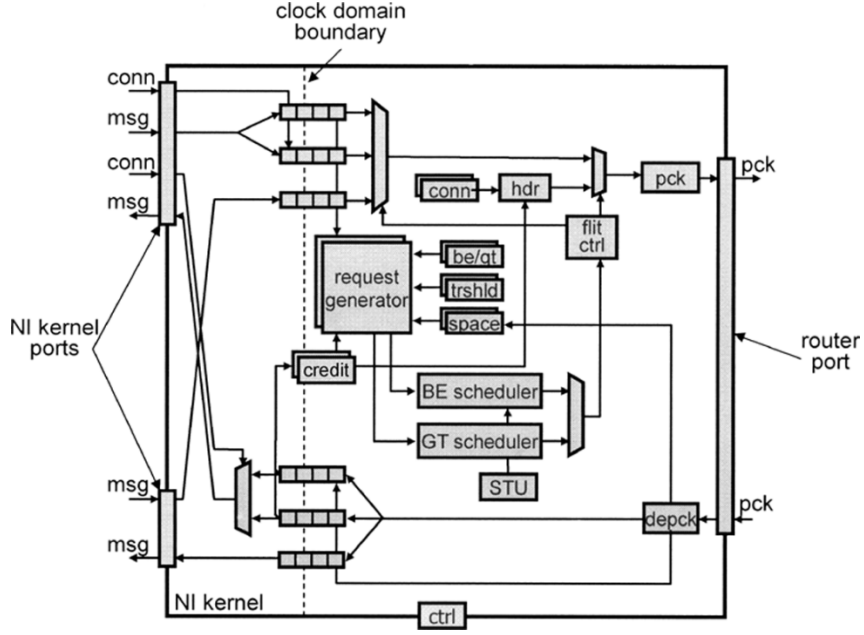 clock domain
boundary
conn
msg
conn
msg
pck
conn
hdr
pck
flit
ctrl
request
generator
be/gt
trshld
space
NI kernel
ports
router
port
credit
BE scheduler
GT scheduler
STU
msg
msg
depck
pck
NI kernel
ctrl